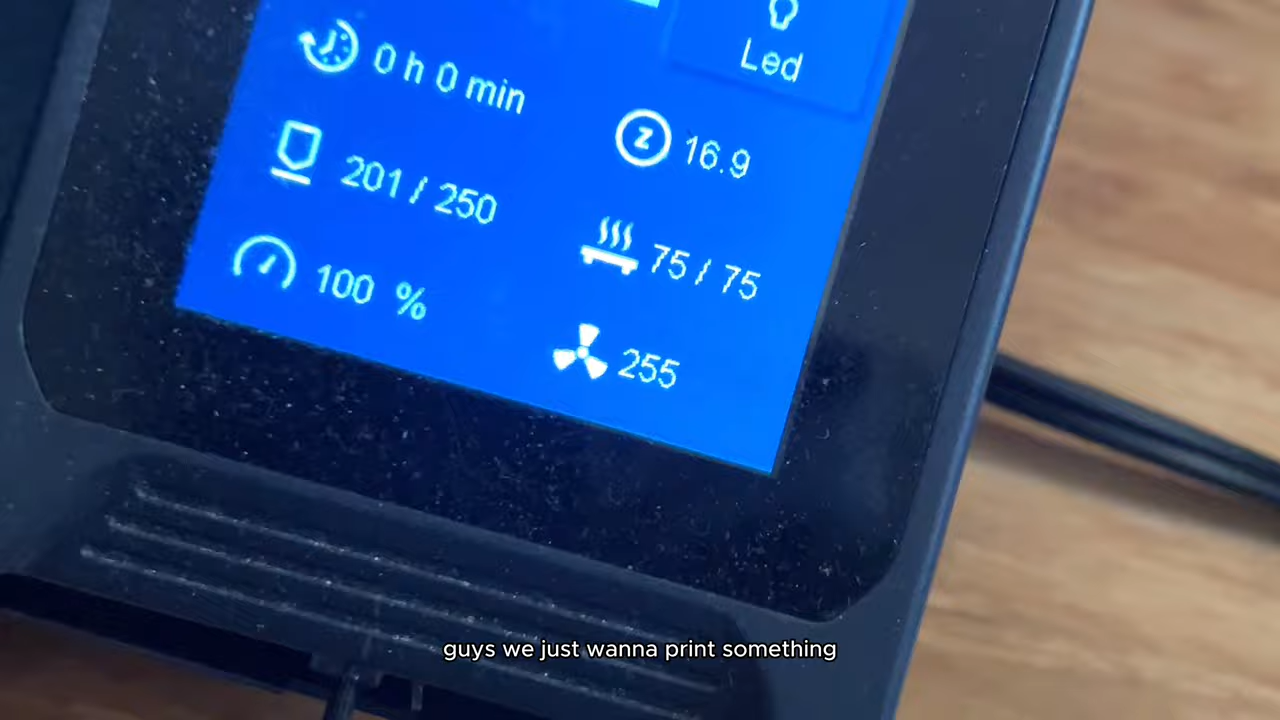 Led
0 h 0 min
Z 16.9
201 / 250
75 / 75
100 %
255
guys we just wanna print something